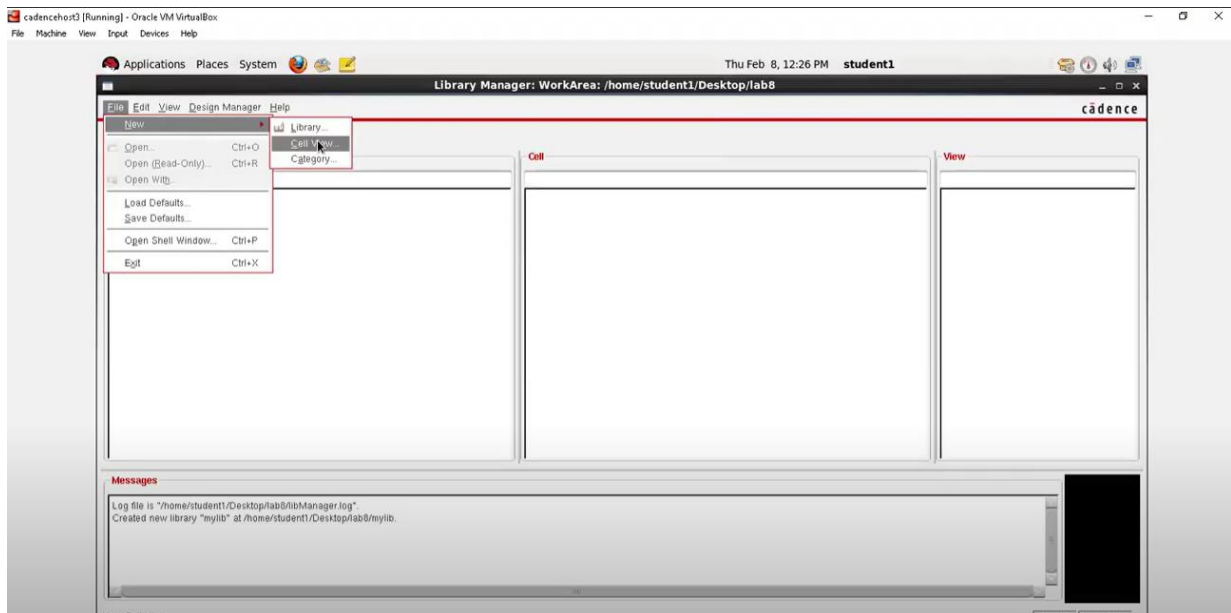 cadencehost3 [Running] - Oracle VM VirtualBox
File Machine View Input Devices Help
Applications Places System Thu Feb 8, 12:26 PM student1
Library Manager: WorkArea: /home/student1/Desktop/lab8
File Edit View Design Manager Help cādence
New
Library...
Cell View...
Category...
Open... Ctrl+O
Open (Read-Only)... Ctrl+R
Open With...
Load Defaults...
Save Defaults...
Open Shell Window... Ctrl+P
Exit Ctrl+X
Cell
View
Messages
Log file is "/home/student1/Desktop/lab8/libManager.log".
Created new library "mylib" at /home/student1/Desktop/lab8/mylib.